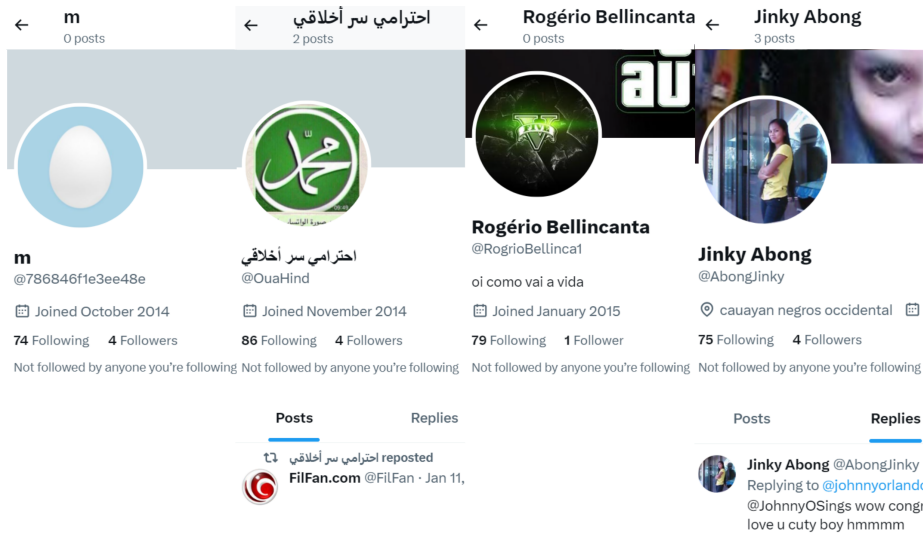 m
0 posts
m
@786846f1e3ee48e
Joined October 2014
74 Following 4 Followers
Not followed by anyone you’re following
احترامي سر أخلاقي
2 posts
محمد
احترامي سر أخلاقي
@OuaHind
Joined November 2014
86 Following 4 Followers
Not followed by anyone you’re following
Posts Replies
احترامي سر أخلاقي reposted
FilFan.com @FilFan · Jan 11,
Rogério Bellincanta
0 posts
au
V
FIVE
Rogério Bellincanta
@RogrioBellinca1
oi como vai a vida
Joined January 2015
79 Following 1 Follower
Not followed by anyone you’re following
Jinky Abong
3 posts
Jinky Abong
@AbongJinky
cauayan negros occidental
75 Following 4 Followers
Not followed by anyone you’re following
Posts Replies
Jinky Abong @AbongJinky
Replying to @johnnyorlando
@JohnnyOSings wow congr
love u cuty boy hmmmm